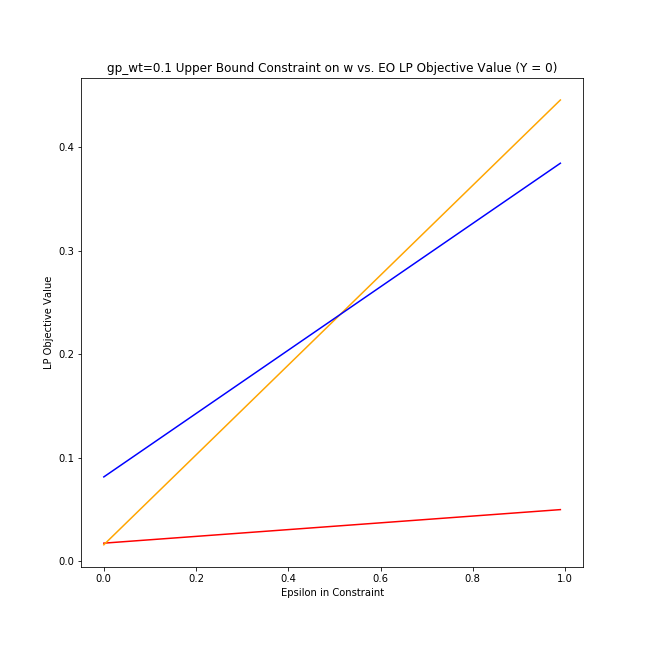 gp_wt=0.1 Upper Bound Constraint on w vs. EO LP Objective Value (Y = 0)
LP Objective Value
0.4
0.3
0.2
0.1
0.0
0.0 0.2 0.4 0.6 0.8 1.0
Epsilon in Constraint